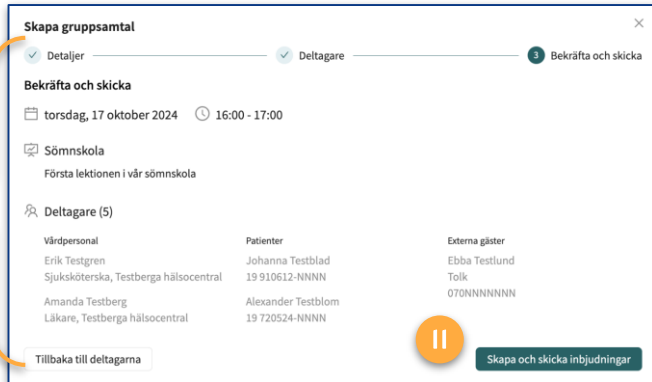 Skapa gruppsamtal
Detaljer
Deltagare
3 Bekräfta och skicka
Bekräfta och skicka
torsdag, 17 oktober 2024 16:00 - 17:00
Sömnskola
Första lektionen i vår sömnskola
Deltagare (5)
Vårdpersonal
Erik Testgren
Sjuksköterska, Testberga hälsocentral
Amanda Testberg
Läkare, Testberga hälsocentral
Patienter
Johanna Testblad
19 910612-NNNN
Alexander Testblom
19 720524-NNNN
Externa gäster
Ebba Testlund
Tolk
070NNNNNNN
Tillbaka till deltagarna
Skapa och skicka inbjudningar